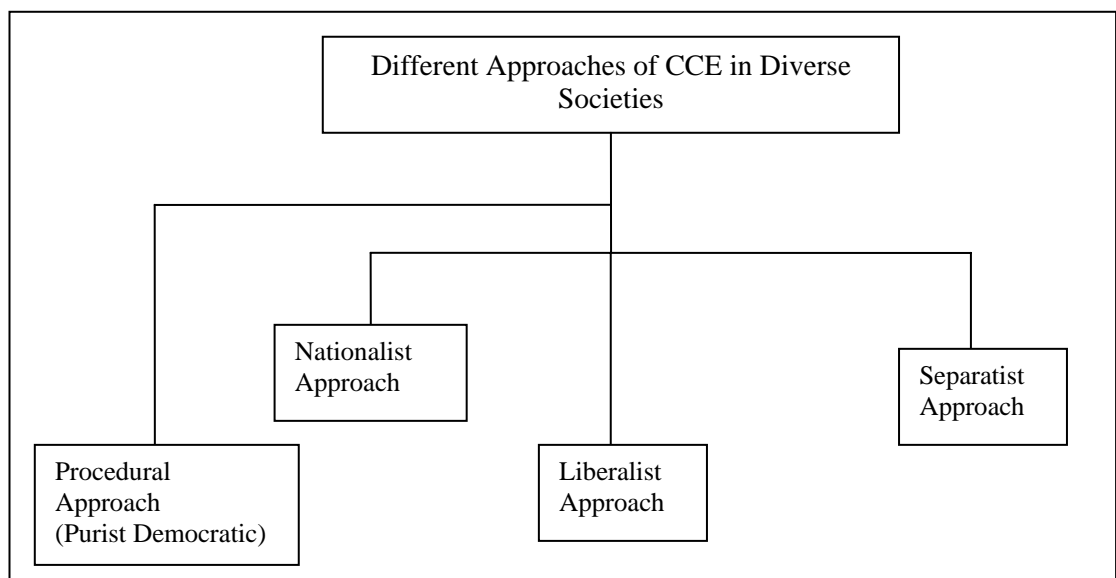 Different Approaches of CCE in Diverse
Societies
Nationalist
Approach
Separatist
Approach
Procedural
Approach
(Purist Democratic)
Liberalist
Approach